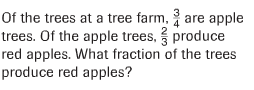 Of the trees at a tree farm, 3/4 are apple
trees. Of the apple trees, 2/3 produce
red apples. What fraction of the trees
produce red apples?